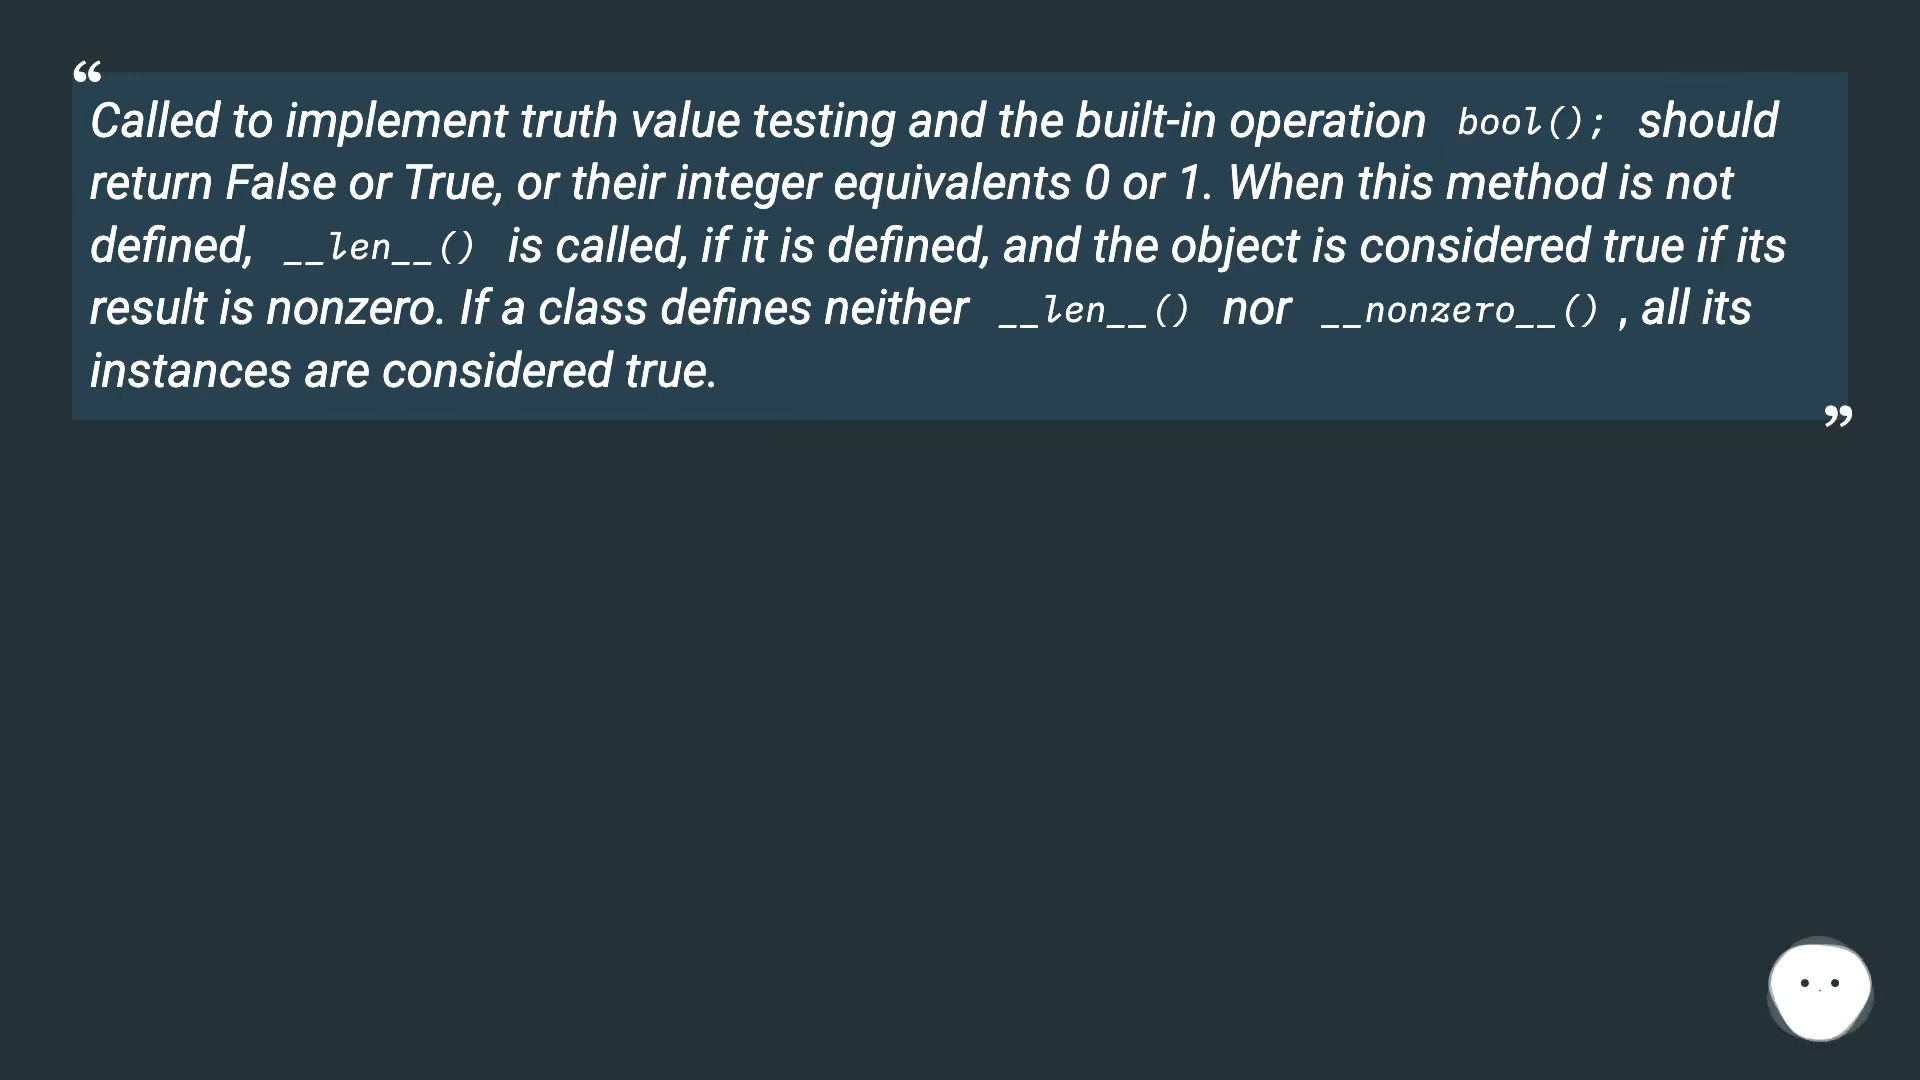 “
Called to implement truth value testing and the built-in operation bool(); should
return False or True, or their integer equivalents 0 or 1. When this method is not
defined, __len__() is called, if it is defined, and the object is considered true if its
result is nonzero. If a class defines neither __len__() nor __nonzero__() , all its
instances are considered true.
”